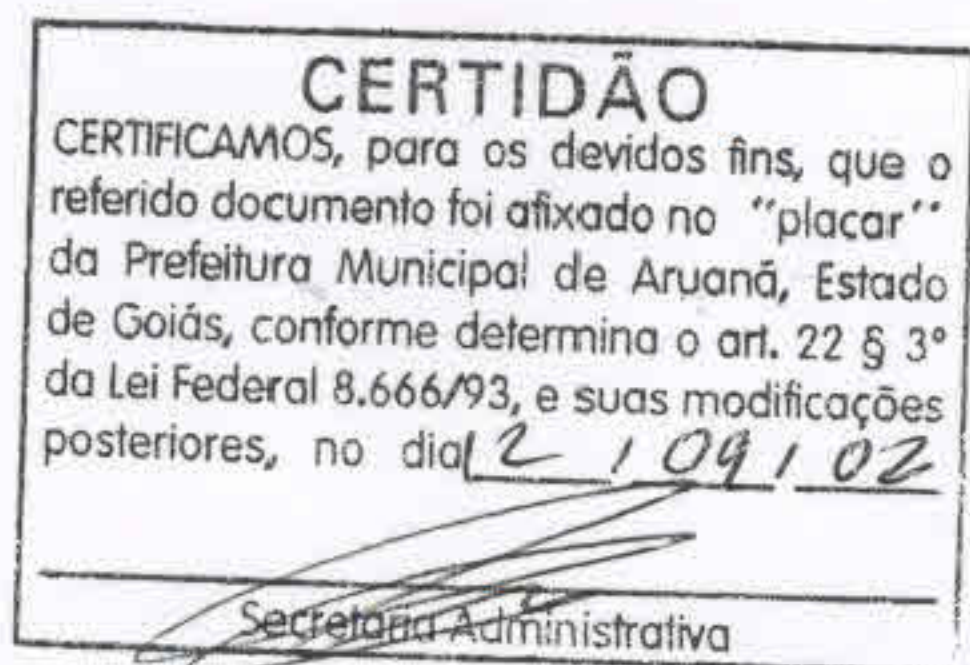 CERTIDÃO
CERTIFICAMOS, para os devidos fins, que o
referido documento foi afixado no "placar"
da Prefeitura Municipal de Aruanã, Estado
de Goiás, conforme determina o art. 22 § 3º
da Lei Federal 8.666/93, e suas modificações
posteriores, no dia 12 / 09 / 02
Secretaria Administrativa